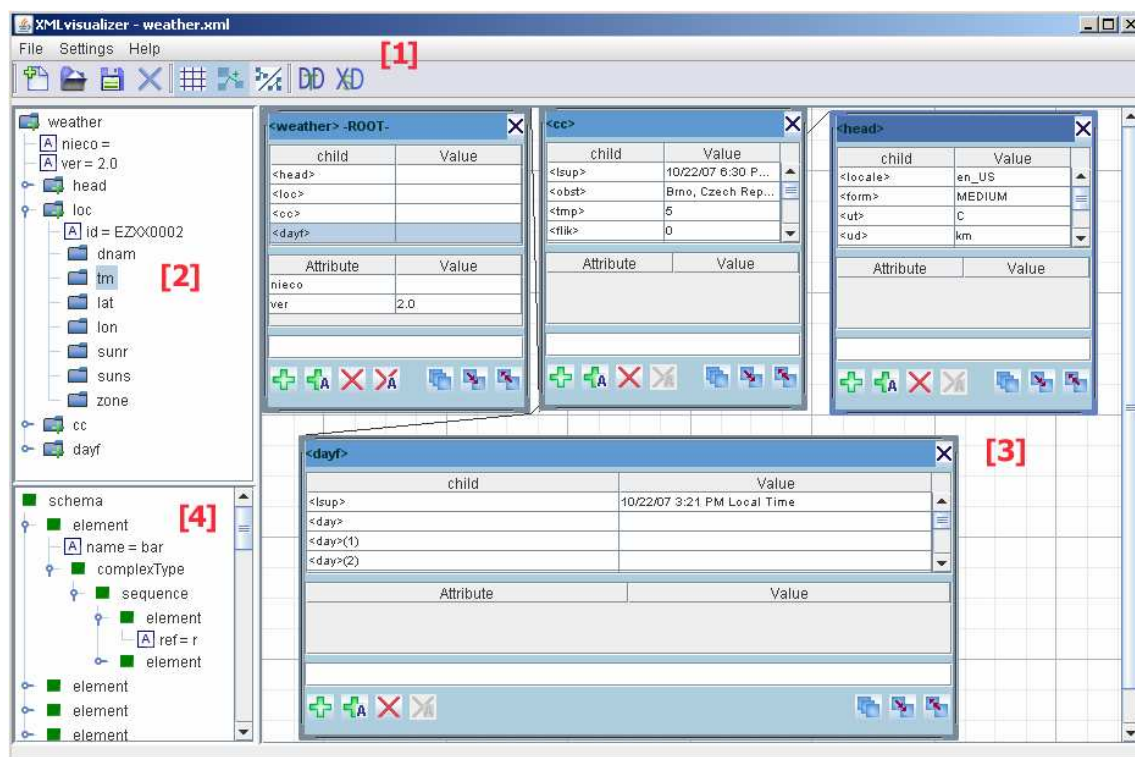 XMLvisualizer - weather.xml
File Settings Help
[1]
DD XD
weather
A nieco =
A ver = 2.0
head
loc
A id = EZXX0002
dnam
tm
lat
lon
sunr
suns
zone
cc
dayf
[2]
schema
element
A name = bar
complexType
sequence
element
A ref = r
element
element
element
element
[4]
<weather> -ROOT-
child Value
<head>
<loc>
<cc>
<dayf>
Attribute Value
nieco
ver 2.0
A A
<cc>
child Value
<lsup> 10/22/07 6:30 P...
<obst> Brno, Czech Rep...
<tmp> 5
<flik> 0
Attribute Value
A A
<head>
child Value
<locale> en_US
<form> MEDIUM
<ut> C
<ud> km
Attribute Value
A A
[3]
<dayf>
child Value
<lsup> 10/22/07 3:21 PM Local Time
<day>
<day>(1)
<day>(2)
Attribute Value
A A